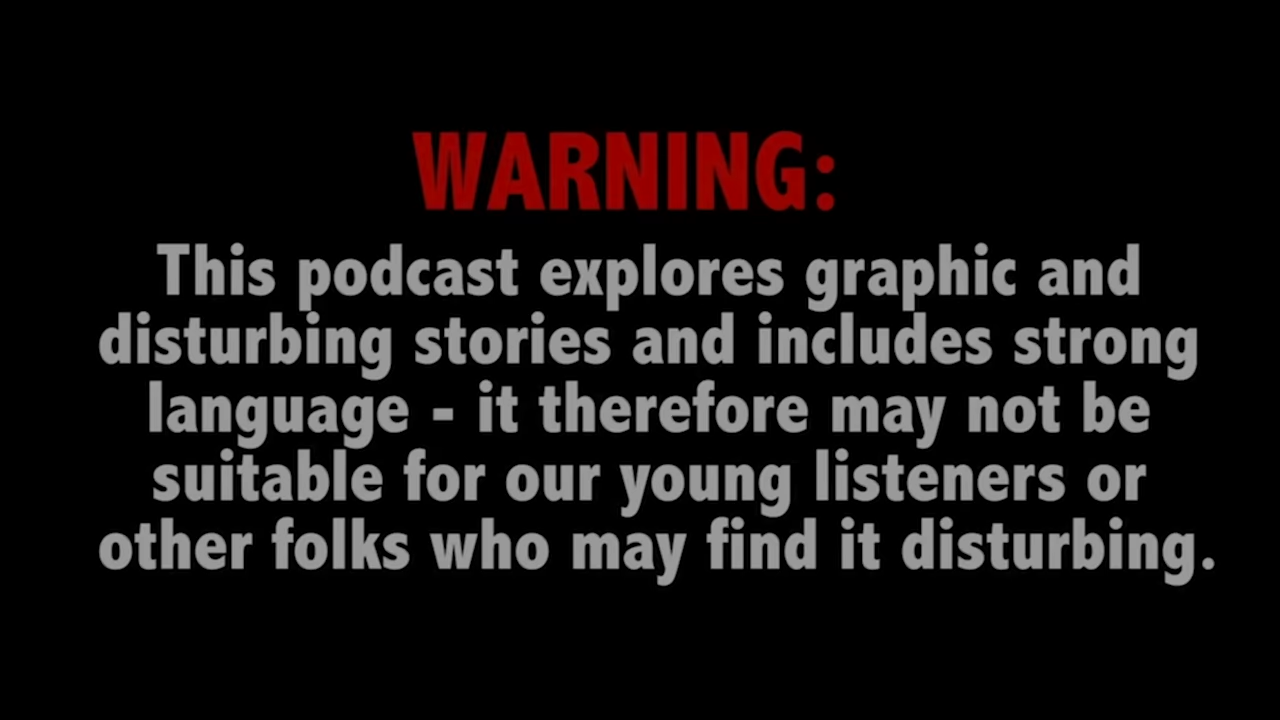 WARNING:
This podcast explores graphic and
disturbing stories and includes strong
language - it therefore may not be
suitable for our young listeners or
other folks who may find it disturbing.